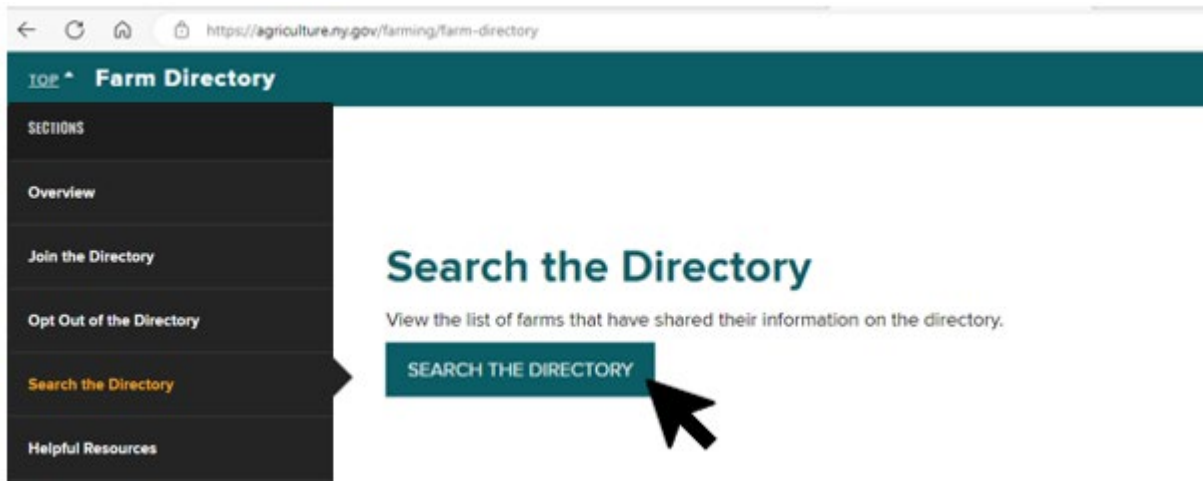 https://agriculture.ny.gov/farming/farm-directory
TOP Farm Directory
SECTIONS
Overview
Join the Directory
Opt Out of the Directory
Search the Directory
Helpful Resources
Search the Directory
View the list of farms that have shared their information on the directory.
SEARCH THE DIRECTORY